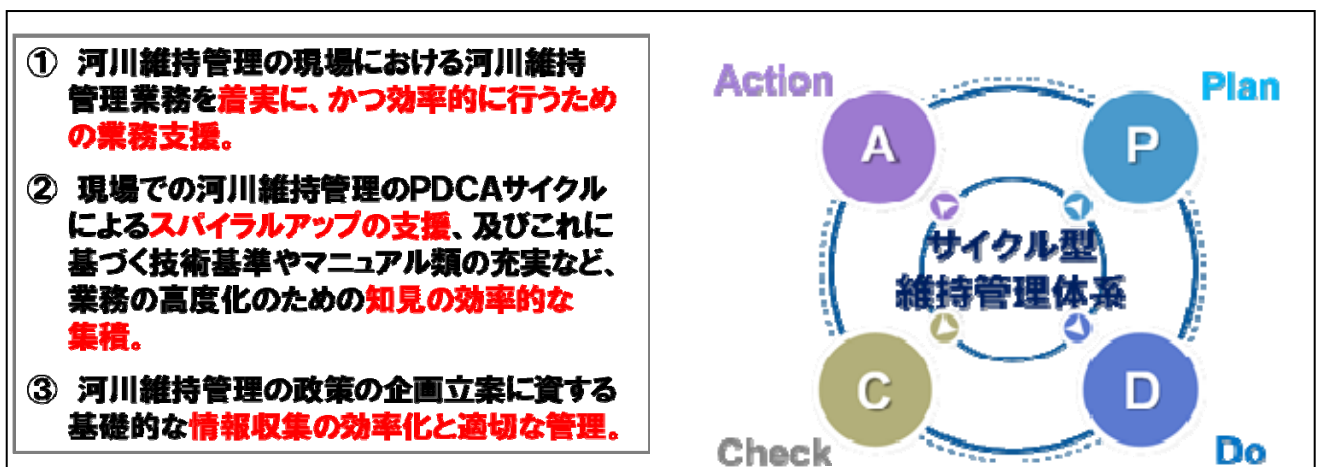 ① 河川維持管理の現場における河川維持
管理業務を着実に、かつ効率的に行うため
の業務支援。
② 現場での河川維持管理のPDCAサイクル
によるスパイラルアップの支援、及びこれに
基づく技術基準やマニュアル類の充実など、
業務の高度化のための知見の効率的な
集積。
③ 河川維持管理の政策の企画立案に資する
基礎的な情報収集の効率化と適切な管理。
Action
Plan
A
P
サイクル型
維持管理体系
C
D
Check
Do